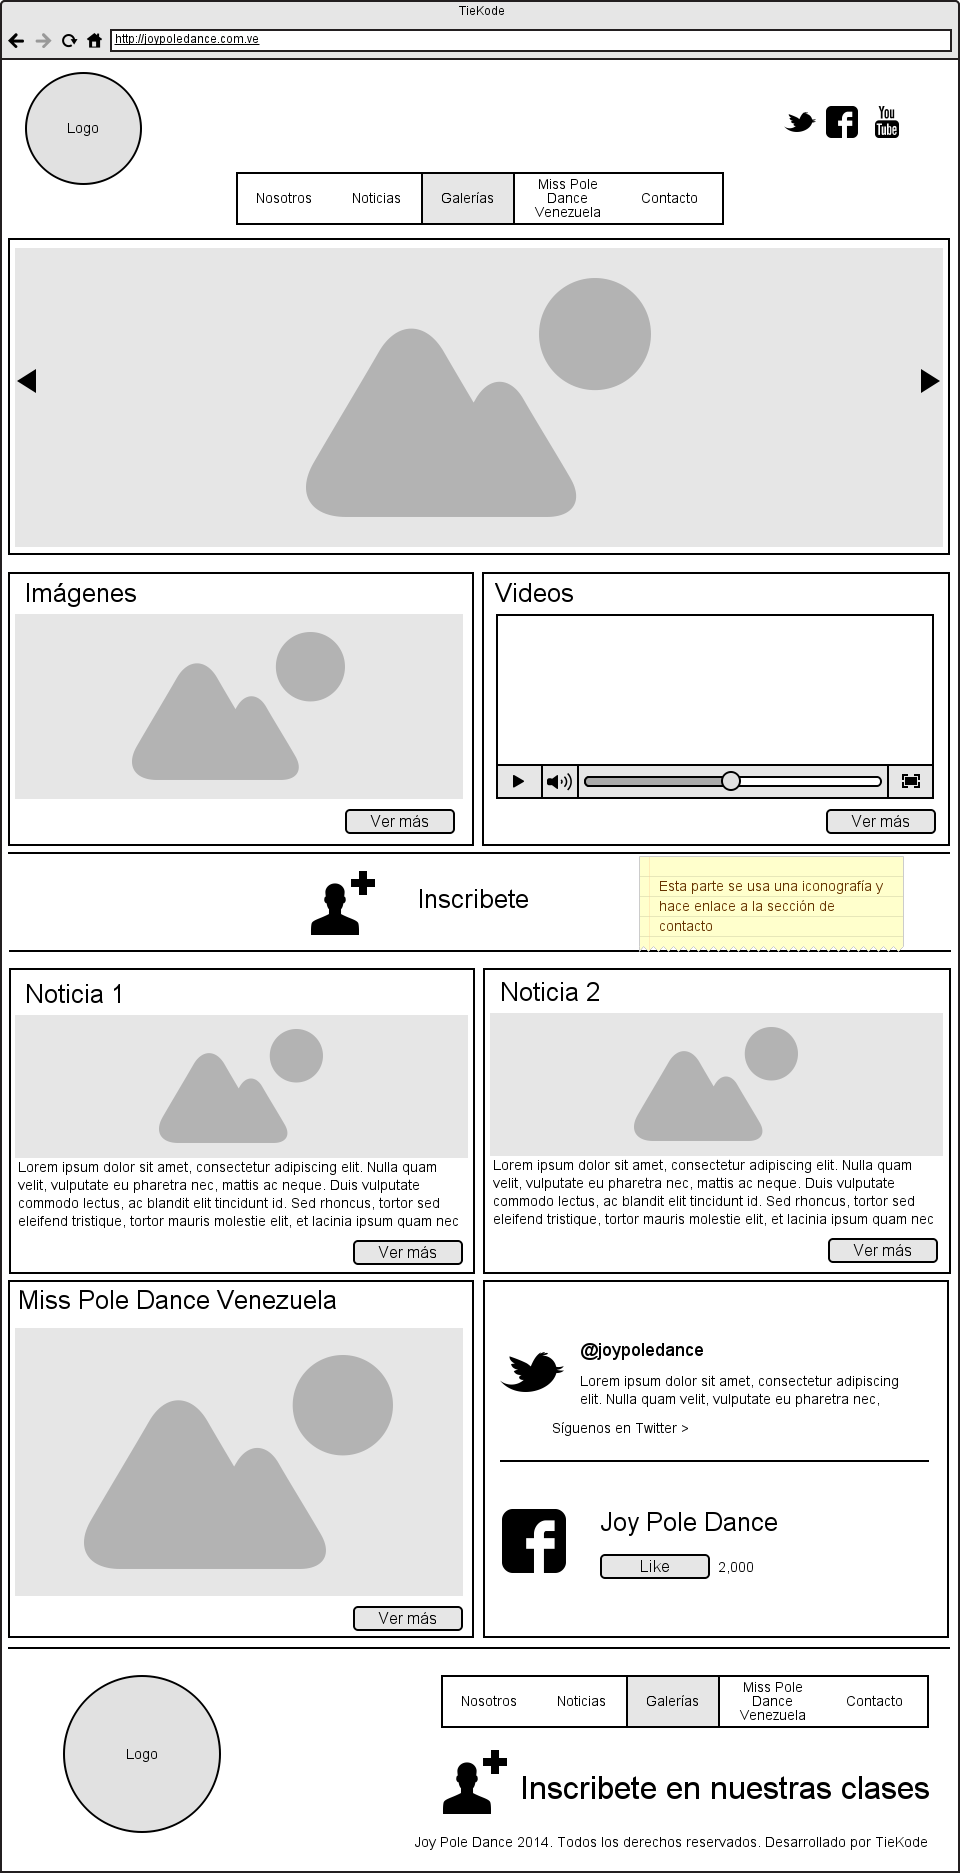 TieKode
http://joypoledance.com.ve
Logo
You
Tube
Nosotros
Noticias
Galerías
Miss Pole
Dance
Venezuela
Contacto
Imágenes
Videos
Ver más
Ver más
Inscribete
Esta parte se usa una iconografía y
hace enlace a la sección de
contacto
Noticia 1
Lorem ipsum dolor sit amet, consectetur adipiscing elit. Nulla quam
velit, vulputate eu pharetra nec, mattis ac neque. Duis vulputate
commodo lectus, ac blandit elit tincidunt id. Sed rhoncus, tortor sed
eleifend tristique, tortor mauris molestie elit, et lacinia ipsum quam nec
Ver más
Noticia 2
Lorem ipsum dolor sit amet, consectetur adipiscing elit. Nulla quam
velit, vulputate eu pharetra nec, mattis ac neque. Duis vulputate
commodo lectus, ac blandit elit tincidunt id. Sed rhoncus, tortor sed
eleifend tristique, tortor mauris molestie elit, et lacinia ipsum quam nec
Ver más
Miss Pole Dance Venezuela
Ver más
@joypoledance
Lorem ipsum dolor sit amet, consectetur adipiscing
elit. Nulla quam velit, vulputate eu pharetra nec,
Síguenos en Twitter >
Joy Pole Dance
Like
2,000
Logo
Nosotros
Noticias
Galerías
Miss Pole
Dance
Venezuela
Contacto
Inscribete en nuestras clases
Joy Pole Dance 2014. Todos los derechos reservados. Desarrollado por TieKode